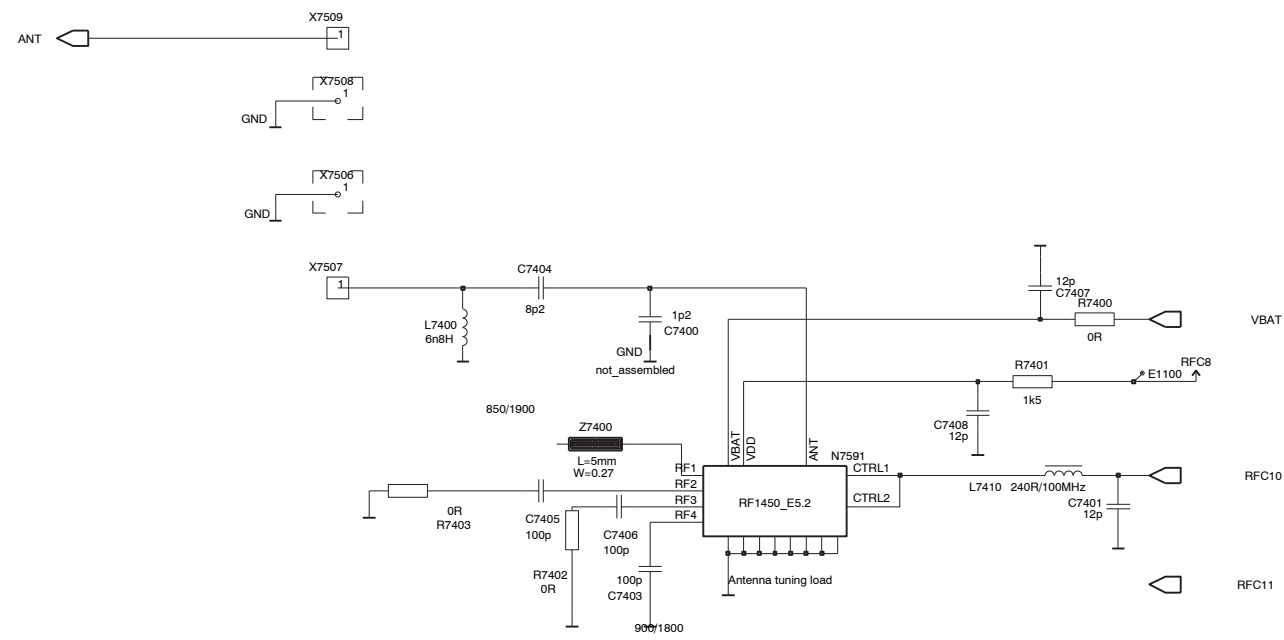 X7509
ANT
1
X7508
1
GND
X7506
1
GND
X7507
1
C7404
8p2
L7400
6n8H
1p2
C7400
GND
not_assembled
12p
C7407
R7400
0R
VBAT
R7401
1k5
E1100
RFC8
C7408
12p
850/1900
Z7400
L=5mm
W=0.27
VBAT
VDD
ANT
N7591
RF1
RF2
RF3
RF4
RF1450_E5.2
CTRL1
CTRL2
L7410
240R/100MHz
C7401
12p
RFC10
0R
R7403
C7405
100p
C7406
100p
R7402
0R
100p
C7403
Antenna tuning load
RFC11
900/1800